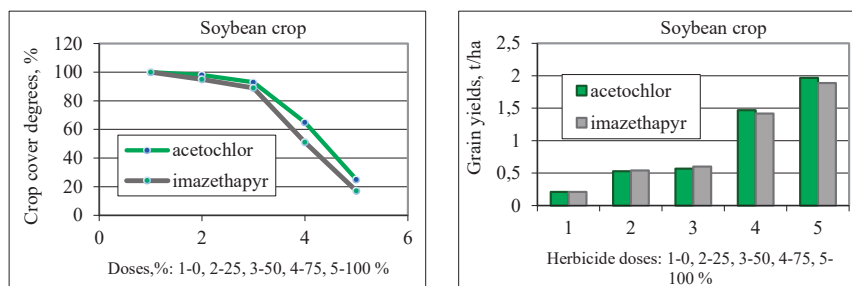 Soybean crop
Crop cover degrees, %
120
100
80
60
40
20
0
acetochlor
imazethapyr
0
2
4
6
Doses,%: 1-0, 2-25, 3-50, 4-75, 5-100 %
Soybean crop
Grain yields, t/ha
2,5
2
1,5
1
0,5
0
acetochlor
imazethapyr
1
2
3
4
5
Herbicide doses: 1-0, 2-25, 3-50, 4-75, 5-
100 %